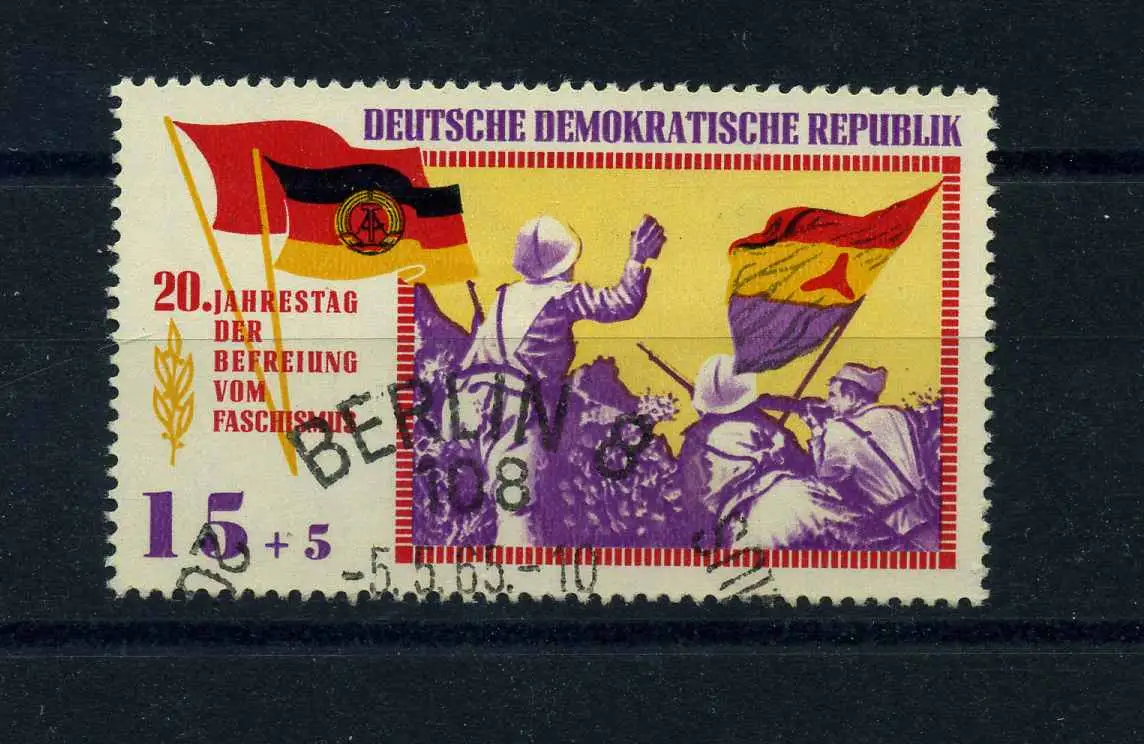 DEUTSCHE DEMOKRATISCHE REPUBLIK
20. JAHRESTAG
DER
BEFREIUNG
VOM
FASCHISMUS
15 + 5
BERLIN 8
108
-5.5.65.-10